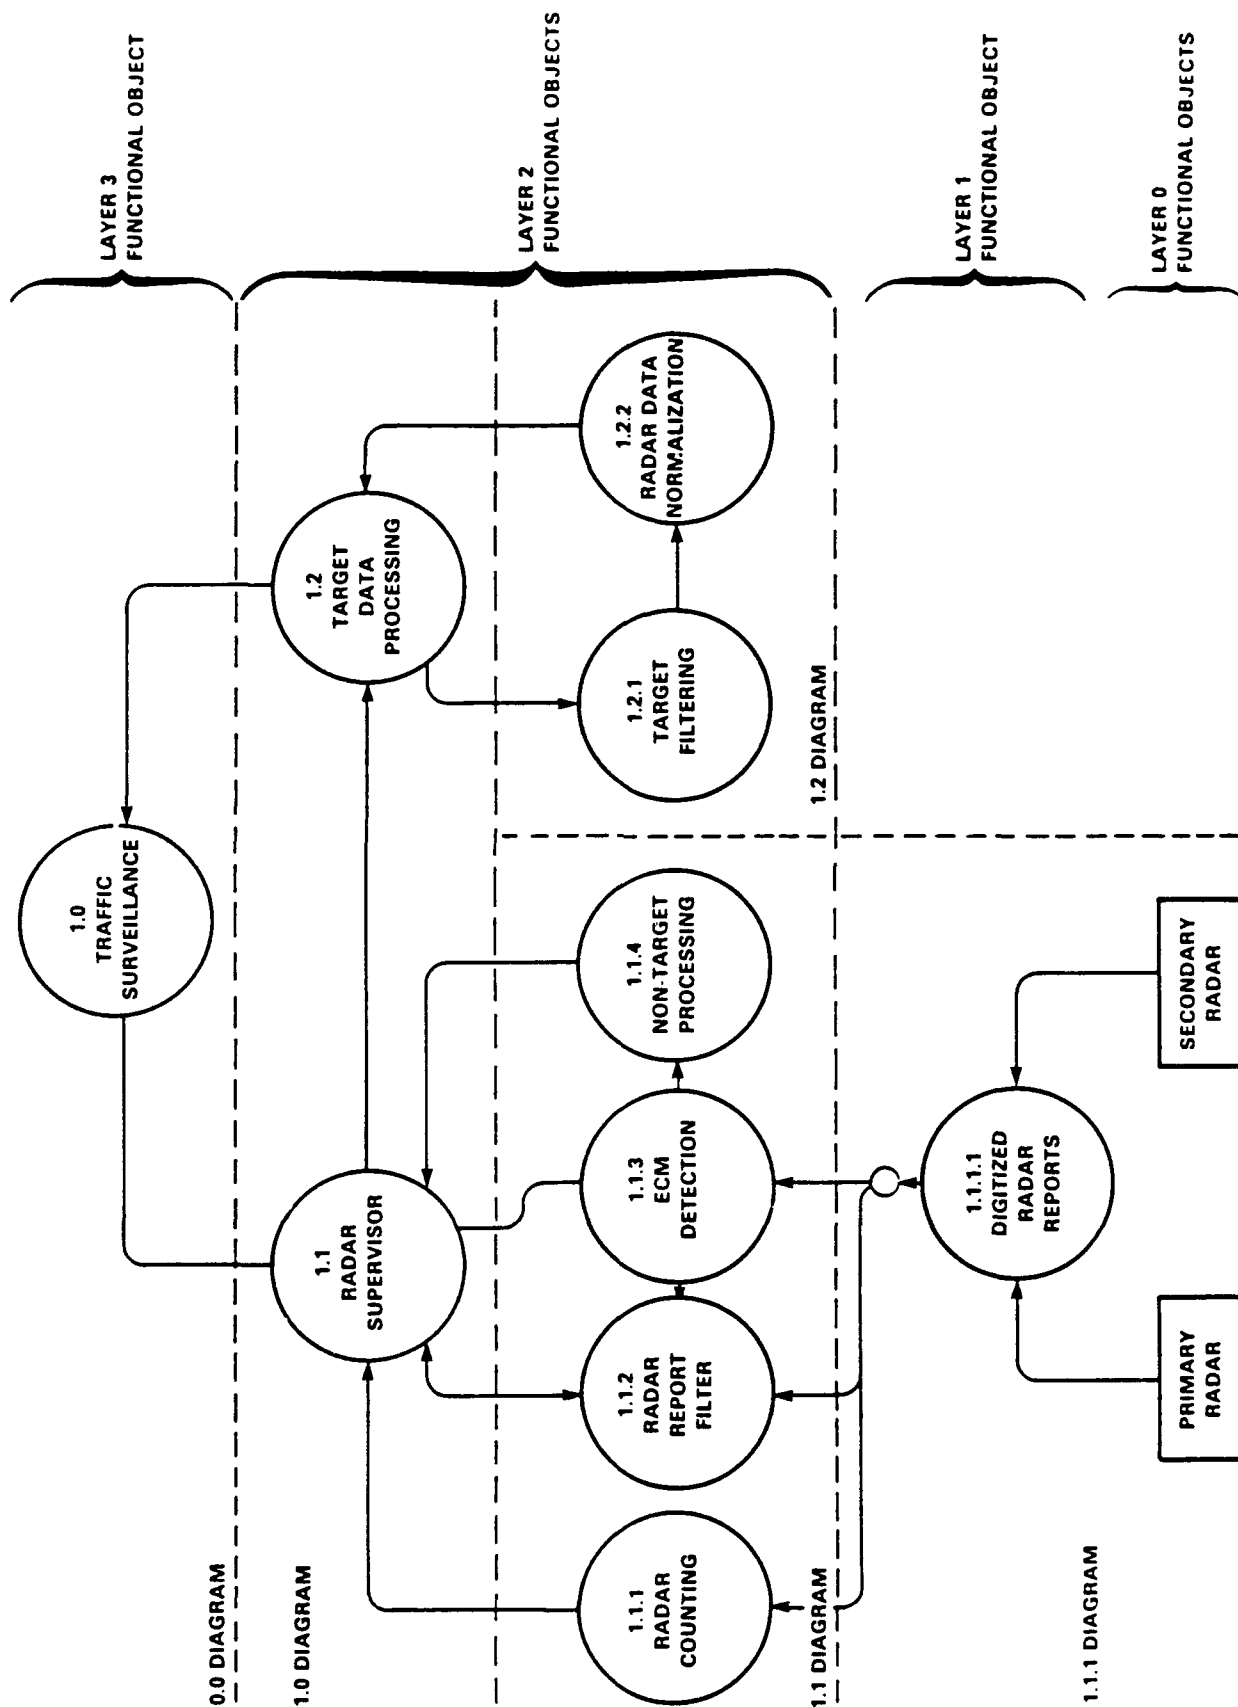 0.0 DIAGRAM
1.0
TRAFFIC
SURVEILLANCE
LAYER 3
FUNCTIONAL OBJECT
1.0 DIAGRAM
1.1
RADAR
SUPERVISOR
1.2
TARGET
DATA
PROCESSING
LAYER 2
FUNCTIONAL OBJECTS
1.1.1
RADAR
COUNTING
1.1.2
RADAR
REPORT
FILTER
1.1.3
ECM
DETECTION
1.1.4
NON-TARGET
PROCESSING
1.2.1
TARGET
FILTERING
1.2.2
RADAR DATA
NORMALIZATION
1.1 DIAGRAM
1.2 DIAGRAM
1.1.1.1
DIGITIZED
RADAR
REPORTS
LAYER 1
FUNCTIONAL OBJECT
1.1.1 DIAGRAM
PRIMARY
RADAR
SECONDARY
RADAR
LAYER 0
FUNCTIONAL OBJECTS